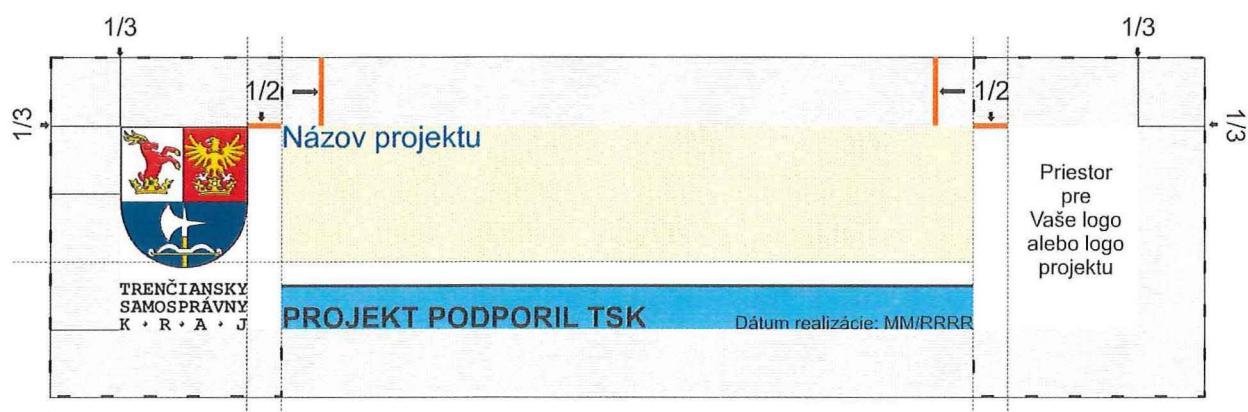 1/3
1/3
1/2
1/2
1/3
1/3
Názov projektu
Priestor
pre
Vaše logo
alebo logo
projektu
TRENČIANSKY
SAMOSPRÁVNY
K · R · A · J
PROJEKT PODPORIL TSK
Dátum realizácie: MM/RRRR